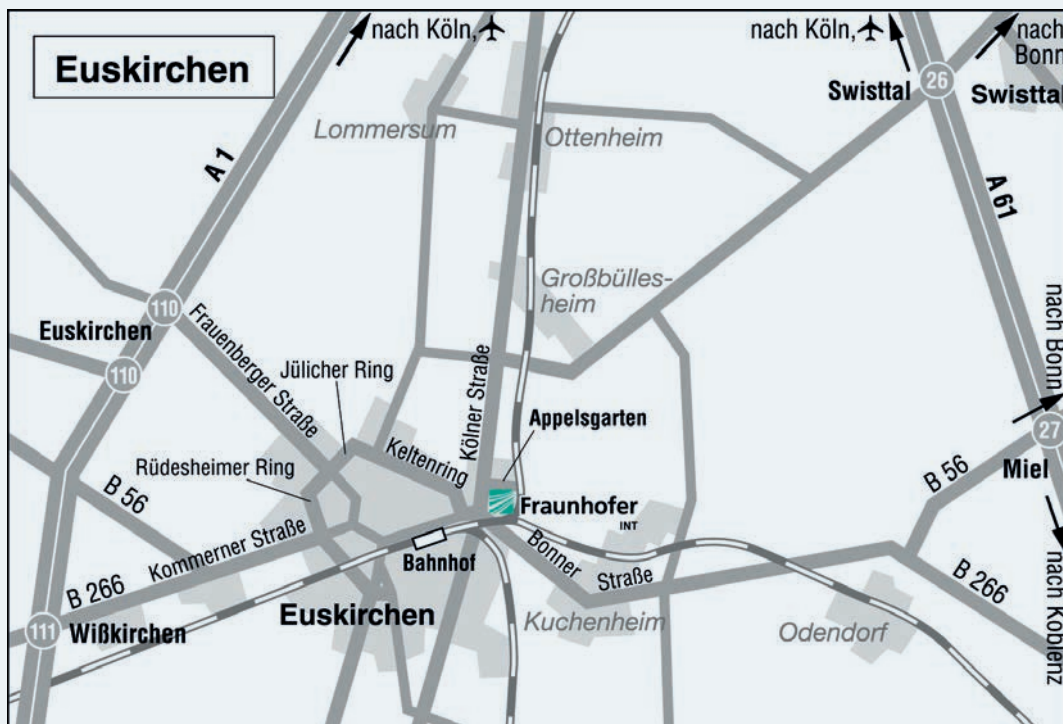 Euskirchen
nach Köln,
nach Köln,
nach
Bonn
26
Swisttal
Swisttal
Lommersum
Ottenheim
A 1
A 61
Großbülles-
heim
nach Bonn
110
Euskirchen
110
Frauenberger Straße
Jülicher Ring
Kölner Straße
Appelsgarten
27
Miel
Keltenring
Rüdesheimer Ring
B 56
B 56
Fraunhofer
INT
Kommerner Straße
Bahnhof
Bonner
Straße
B 266
B 266
nach Koblenz
111
Wißkirchen
Euskirchen
Kuchenheim
Odendorf